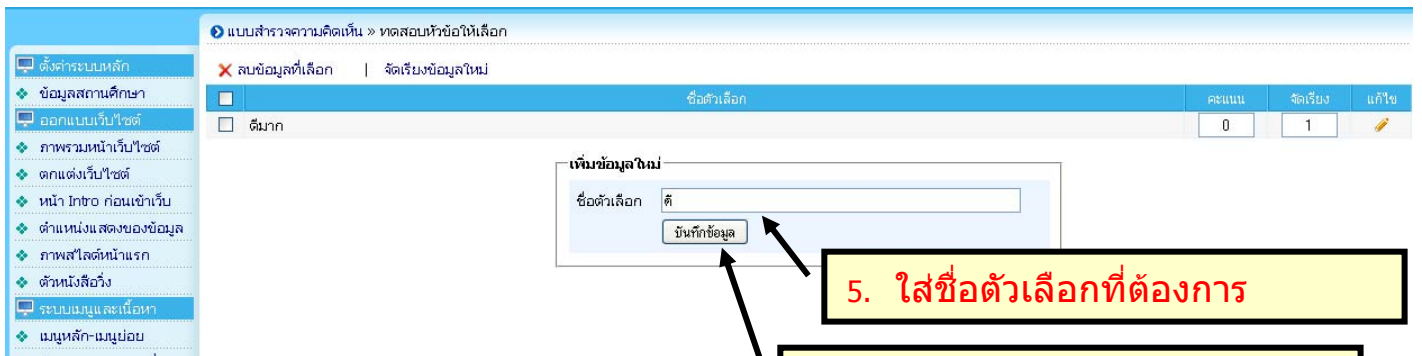 แบบสำรวจความคิดเห็น » ทดสอบหัวข้อให้เลือก
ตั้งค่าระบบหลัก
ข้อมูลสถานศึกษา
ออกแบบเว็บไซต์
ภาพรวมหน้าเว็บไซต์
ตกแต่งเว็บไซต์
หน้า Intro ก่อนเข้าเว็บ
ตำแหน่งแสดงของข้อมูล
ภาพสไลด์หน้าแรก
ตัวหนังสือวิ่ง
ระบบเมนูและเนื้อหา
เมนูหลัก-เมนูย่อย
ลบข้อมูลที่เลือก | จัดเรียงข้อมูลใหม่
ชื่อตัวเลือก คะแนน จัดเรียง แก้ไข
ดีมาก 0 1
เพิ่มข้อมูลใหม่
ชื่อตัวเลือก ดี
บันทึกข้อมูล
5. ใส่ชื่อตัวเลือกที่ต้องการ